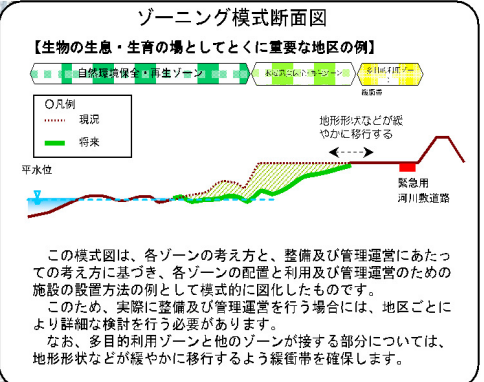 ゾーニング模式断面図
【生物の生息・生育の場としてとくに重要な地区の例】
自然環境保全・再生ゾーン
多目的利用ゾーン
緩衝帯
○凡例
現況
将来
地形形状などが緩
やかに移行する
平水位
緊急用
河川敷道路
この模式図は、各ゾーンの考え方と、整備及び管理運営にあたっ
ての考え方に基づき、各ゾーンの配置と利用及び管理運営のための
施設の設置方法の例として模式的に図化したものです。
このため、実際に整備及び管理運営を行う場合には、地区ごとに
より詳細な検討を行う必要があります。
なお、多目的利用ゾーンと他のゾーンが接する部分については、
地形形状などが緩やかに移行するよう緩衝帯を確保します。